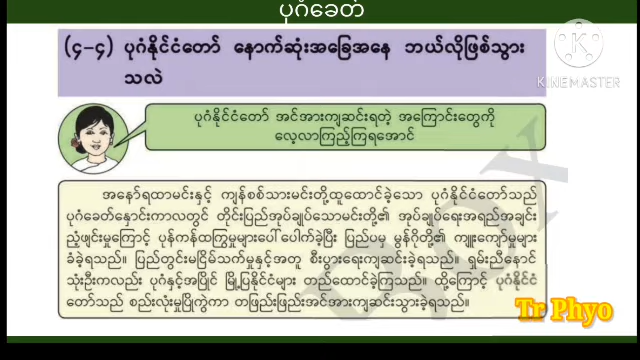 ပုဂံခေတ်
(၄-၄) ပုဂံနိုင်ငံတော် နောက်ဆုံးအခြေအနေ ဘယ်လိုဖြစ်သွား
သလဲ
KINEMASTER
ပုဂံနိုင်ငံတော် အင်အားကျဆင်းရတဲ့ အကြောင်းတွေကို
လေ့လာကြည့်ကြရအောင်
အနော်ရထာမင်းနှင့် ကျန်စစ်သားမင်းတို့ထူထောင်ခဲ့သော ပုဂံနိုင်ငံတော်သည်
ပုဂံခေတ်နှောင်းကာလတွင် တိုင်းပြည်အုပ်ချုပ်သောမင်းတို့၏ အုပ်ချုပ်ရေးအရည်အချင်း
ညံ့ဖျင်းမှုကြောင့် ပုန်ကန်ထကြွမှုများပေါ်ပေါက်ခဲ့ပြီး ပြည်ပမှ မွန်ဂိုတို့၏ ကျူးကျော်မှုများ
ခံခဲ့ရသည်။ ပြည်တွင်းမငြိမ်သက်မှုနှင့်အတူ စီးပွားရေးကျဆင်းခဲ့ရသည်။ ရှမ်းညီနောင်
သုံးဦးကလည်း ပုဂံနှင့်အပြိုင် မြို့ပြနိုင်ငံများ တည်ထောင်ခဲ့ကြသည်။ ထို့ကြောင့် ပုဂံနိုင်ငံ
တော်သည် စည်းလုံးမှုပြိုကွဲကာ တဖြည်းဖြည်းအင်အားကျဆင်းသွားခဲ့ရသည်။
Tr Phyo